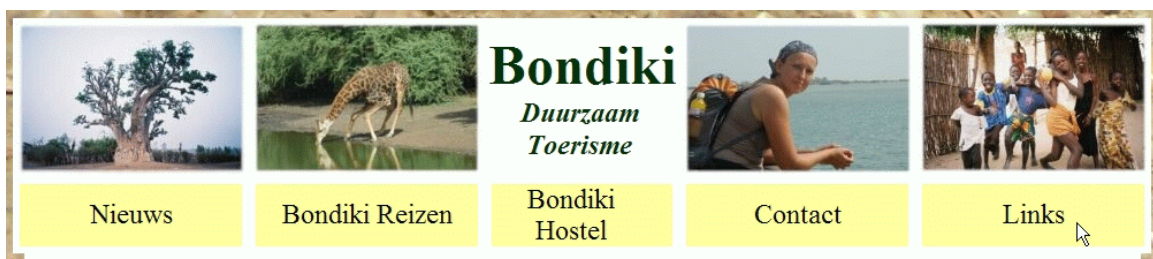 Bondiki
Duurzaam
Toerisme
Nieuws
Bondiki Reizen
Bondiki
Hostel
Contact
Links